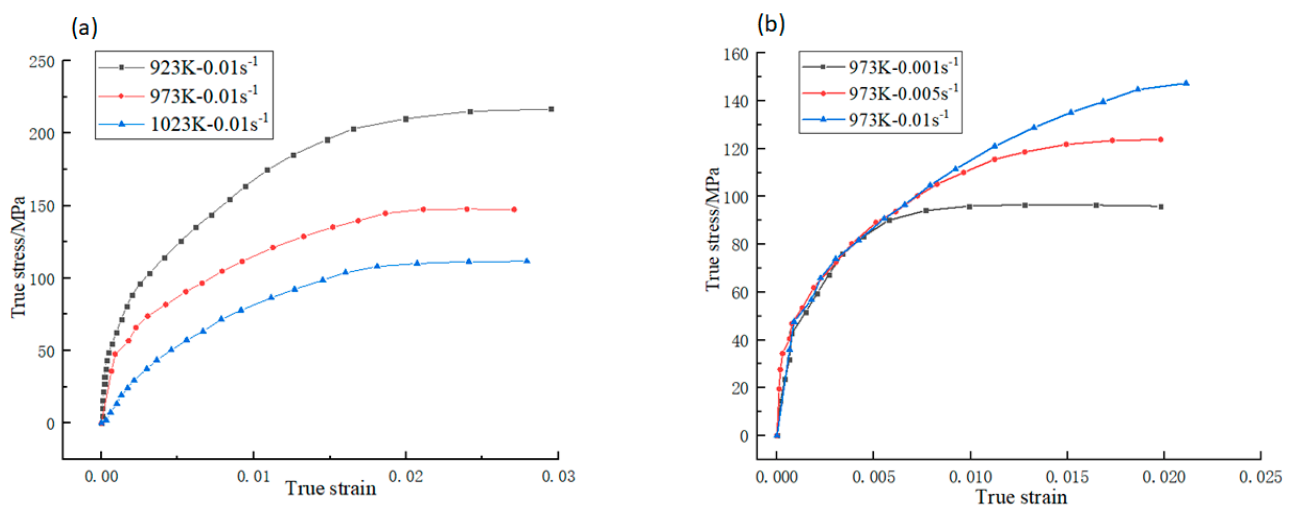 (a)
923K-0.01s⁻¹
973K-0.01s⁻¹
1023K-0.01s⁻¹
250
200
150
100
50
0
True stress/MPa
0.00 0.01 0.02 0.03
True strain
(b)
973K-0.001s⁻¹
973K-0.005s⁻¹
973K-0.01s⁻¹
160
140
120
100
80
60
40
20
0
True stress/MPa
0.000 0.005 0.010 0.015 0.020 0.025
True strain